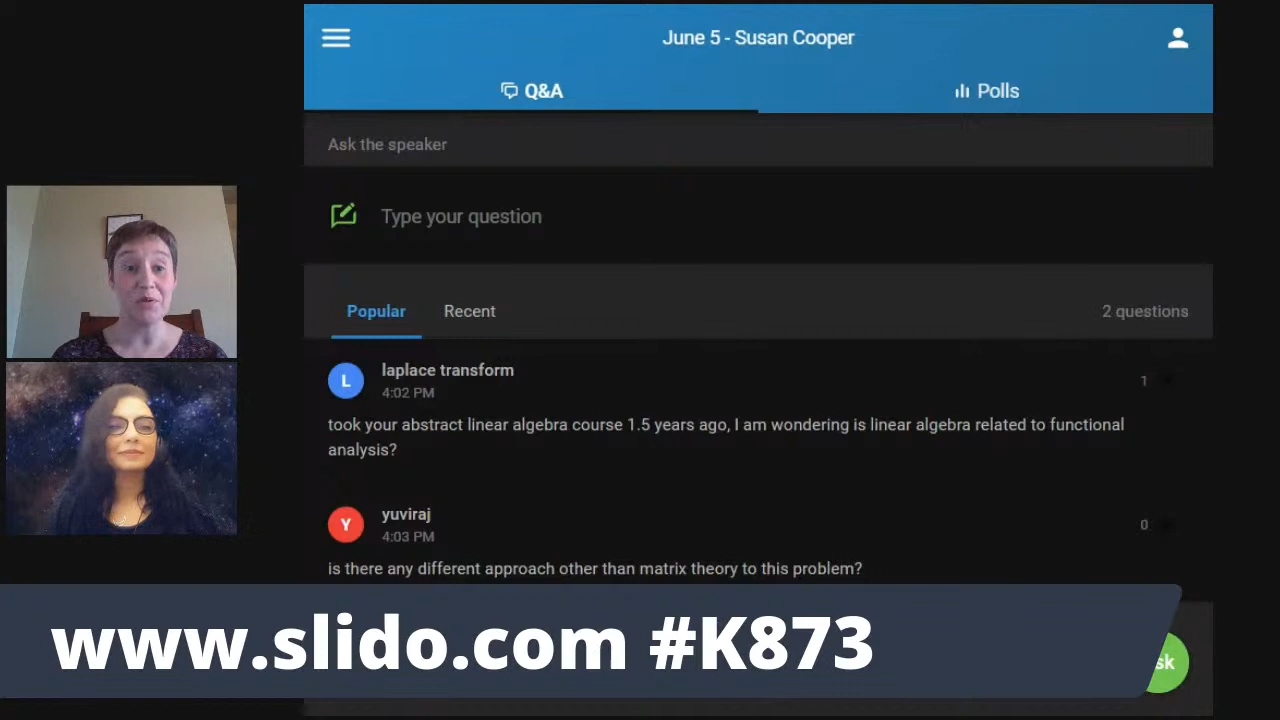 June 5 - Susan Cooper
Q&A
Polls
Ask the speaker
Type your question
Popular
Recent
2 questions
L
laplace transform
4:02 PM
1
took your abstract linear algebra course 1.5 years ago, I am wondering is linear algebra related to functional
analysis?
Y
yuviraj
4:03 PM
0
is there any different approach other than matrix theory to this problem?
www.slido.com #K873
sk